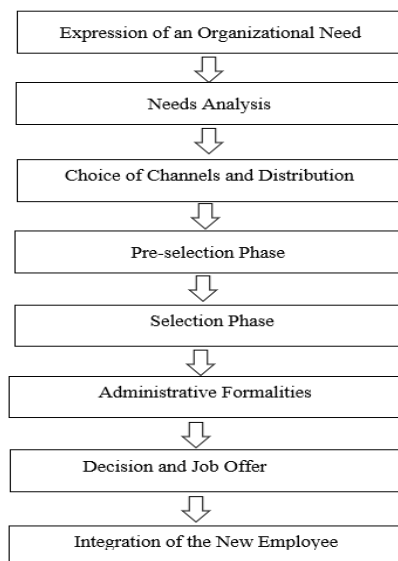 Expression of an Organizational Need
Needs Analysis
Choice of Channels and Distribution
Pre-selection Phase
Selection Phase
Administrative Formalities
Decision and Job Offer
Integration of the New Employee